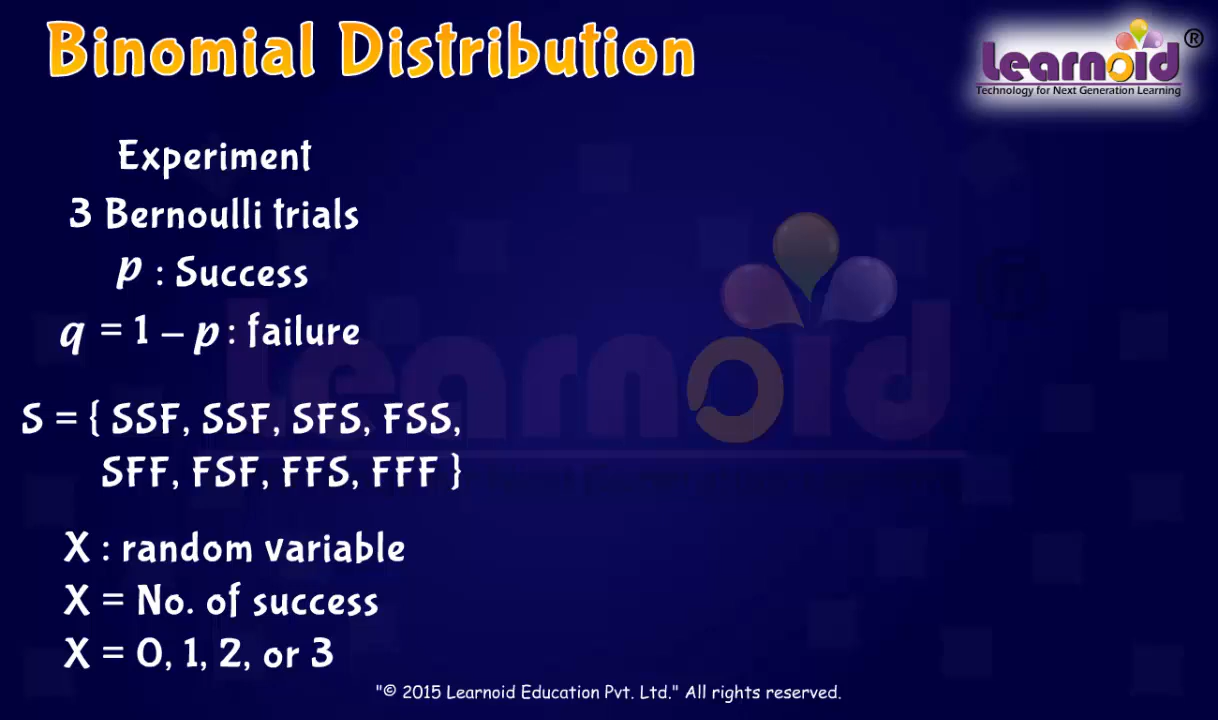 Binomial Distribution
Learnoid®
Technology for Next Generation Learning
Experiment
3 Bernoulli trials
p : Success
q = 1 – p : failure
S = { SSF, SSF, SFS, FSS,
SFF, FSF, FFS, FFF }
X : random variable
X = No. of success
X = 0, 1, 2, or 3
Learnoid
"© 2015 Learnoid Education Pvt. Ltd." All rights reserved.